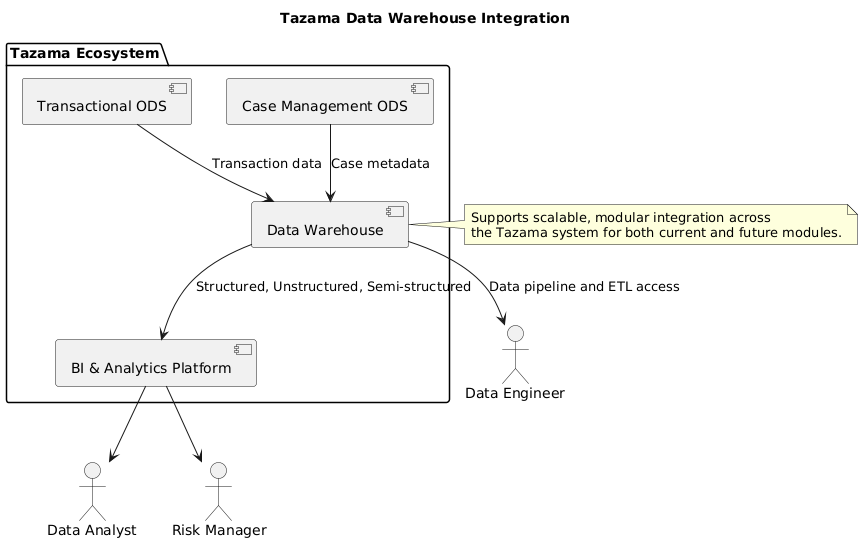 Tazama Data Warehouse Integration
Tazama Ecosystem
Transactional ODS
Case Management ODS
Transaction data
Case metadata
Data Warehouse
Supports scalable, modular integration across
the Tazama system for both current and future modules.
Structured, Unstructured, Semi-structured
Data pipeline and ETL access
BI & Analytics Platform
Data Engineer
Data Analyst
Risk Manager